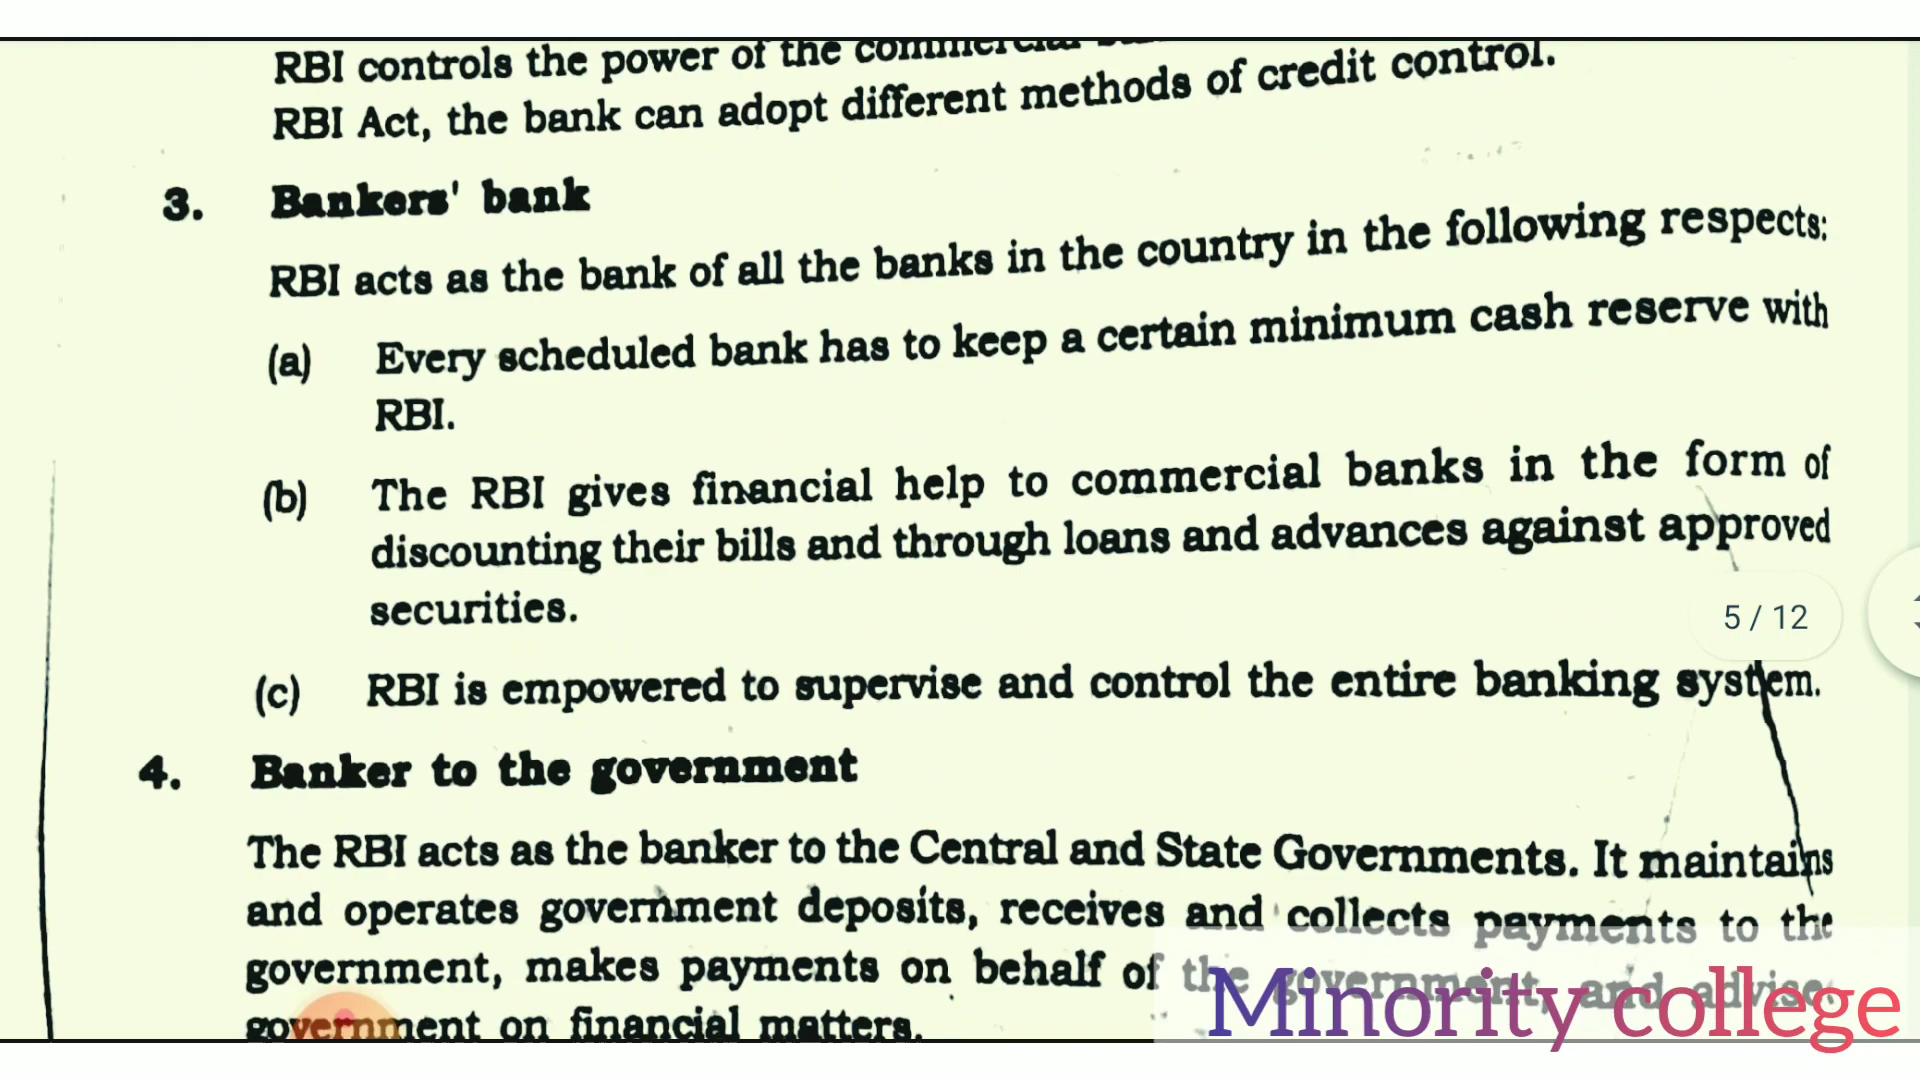 RBI controls the power of the commercial
RBI Act, the bank can adopt different methods of credit control.
3. Bankers' bank
RBI acts as the bank of all the banks in the country in the following respects:
(a) Every scheduled bank has to keep a certain minimum cash reserve with
RBI.
(b) The RBI gives financial help to commercial banks in the form of
discounting their bills and through loans and advances against approved
securities.
5 / 12
(c) RBI is empowered to supervise and control the entire banking system.
4. Banker to the government
The RBI acts as the banker to the Central and State Governments. It maintains
and operates government deposits, receives and collects payments to the
government, makes payments on behalf of the government, and advises
government on financial matters.
Minority college